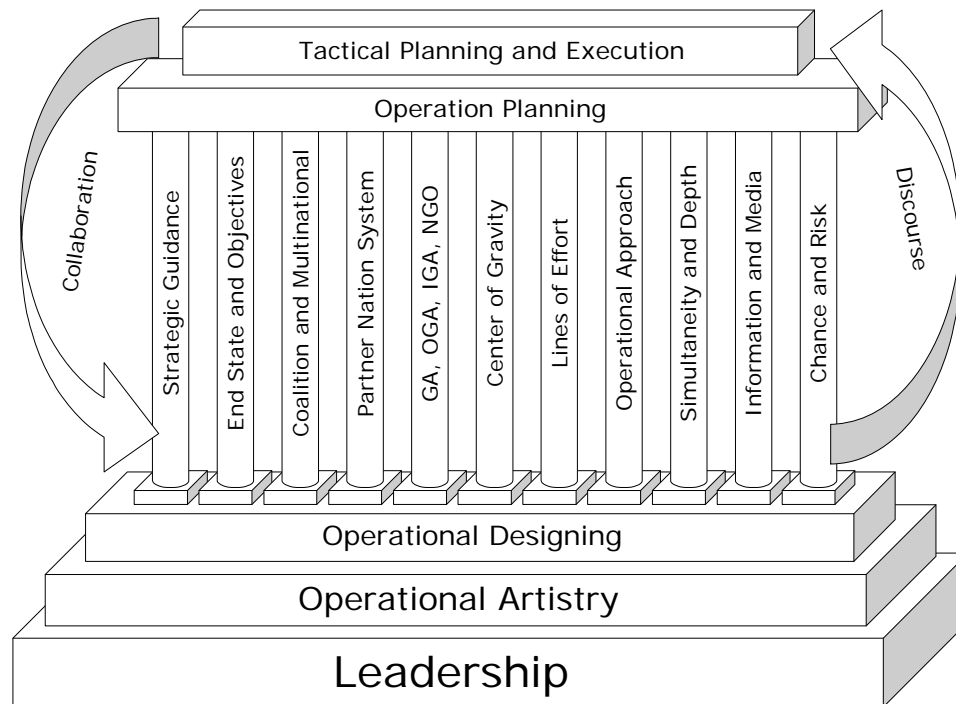 Tactical Planning and Execution
Operation Planning
Collaboration
Strategic Guidance
End State and Objectives
Coalition and Multinational
Partner Nation System
GA, OGA, IGA, NGO
Center of Gravity
Lines of Effort
Operational Approach
Simultaneity and Depth
Information and Media
Chance and Risk
Discourse
Operational Designing
Operational Artistry
Leadership